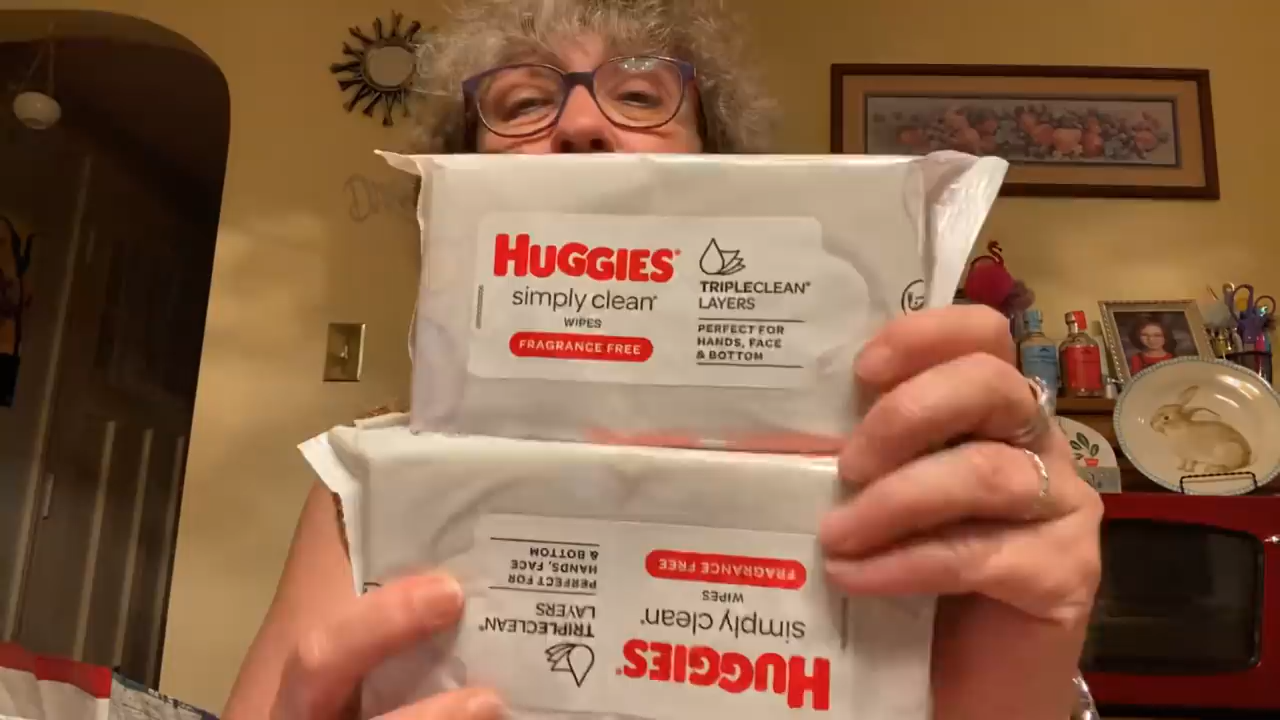 HUGGIES®
simply clean®
WIPES
FRAGRANCE FREE
TRIPLECLEAN®
LAYERS
PERFECT FOR
HANDS, FACE
& BOTTOM
HUGGIES®
simply clean®
WIPES
FRAGRANCE FREE
TRIPLECLEAN®
LAYERS
PERFECT FOR
HANDS, FACE
& BOTTOM